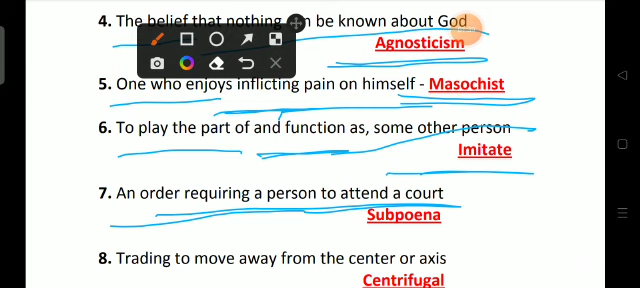 4. The belief that nothing n be known about God
Agnosticism
5. One who enjoys inflicting pain on himself - Masochist
6. To play the part of and function as, some other person
Imitate
7. An order requiring a person to attend a court
Subpoena
8. Trading to move away from the center or axis
Centrifugal